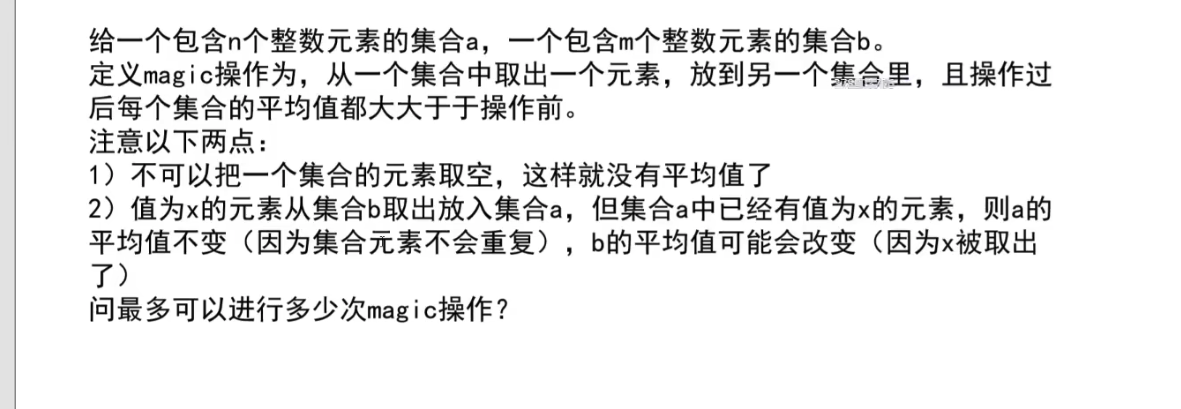 给一个包含n个整数元素的集合a，一个包含m个整数元素的集合b。
定义magic操作为，从一个集合中取出一个元素，放到另一个集合里，且操作过
后每个集合的平均值都大大于于操作前。
注意以下两点：
1）不可以把一个集合的元素取空，这样就没有平均值了
2）值为x的元素从集合b取出放入集合a，但集合a中已经有值为x的元素，则a的
平均值不变（因为集合元素不会重复），b的平均值可能会改变（因为x被取出
了）
问最多可以进行多少次magic操作？